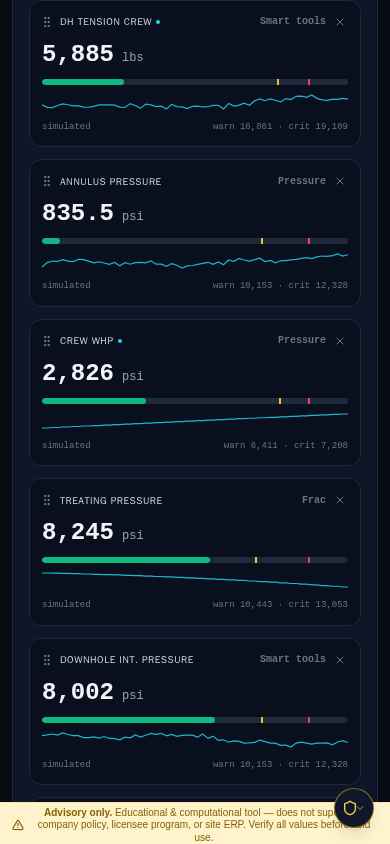 DH TENSION CREW
Smart tools
5,885 lbs
simulated
warn 16,861 · crit 19,109
ANNULUS PRESSURE
Pressure
835.5 psi
simulated
warn 10,153 · crit 12,328
CREW WHP
Pressure
2,826 psi
simulated
warn 6,411 · crit 7,208
TREATING PRESSURE
Frac
8,245 psi
simulated
warn 10,443 · crit 13,053
DOWNHOLE INT. PRESSURE
Smart tools
8,002 psi
simulated
warn 10,153 · crit 12,328
Advisory only. Educational & computational tool — does not
company policy, licensee program, or site ERP. Verify all values
use.